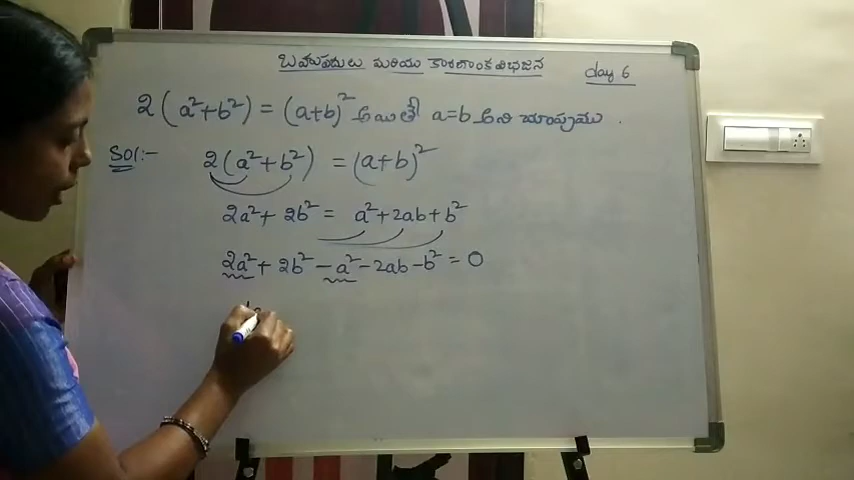 బహుపదులు మరియు కారణాంక విభజన day 6
2(a²+b²) = (a+b)² అయితే a=b అని చూపుము.
Sol:- 2(a²+b²) = (a+b)²
2a²+ 2b² = a²+2ab+b²
2a²+ 2b² - a² - 2ab - b² = 0